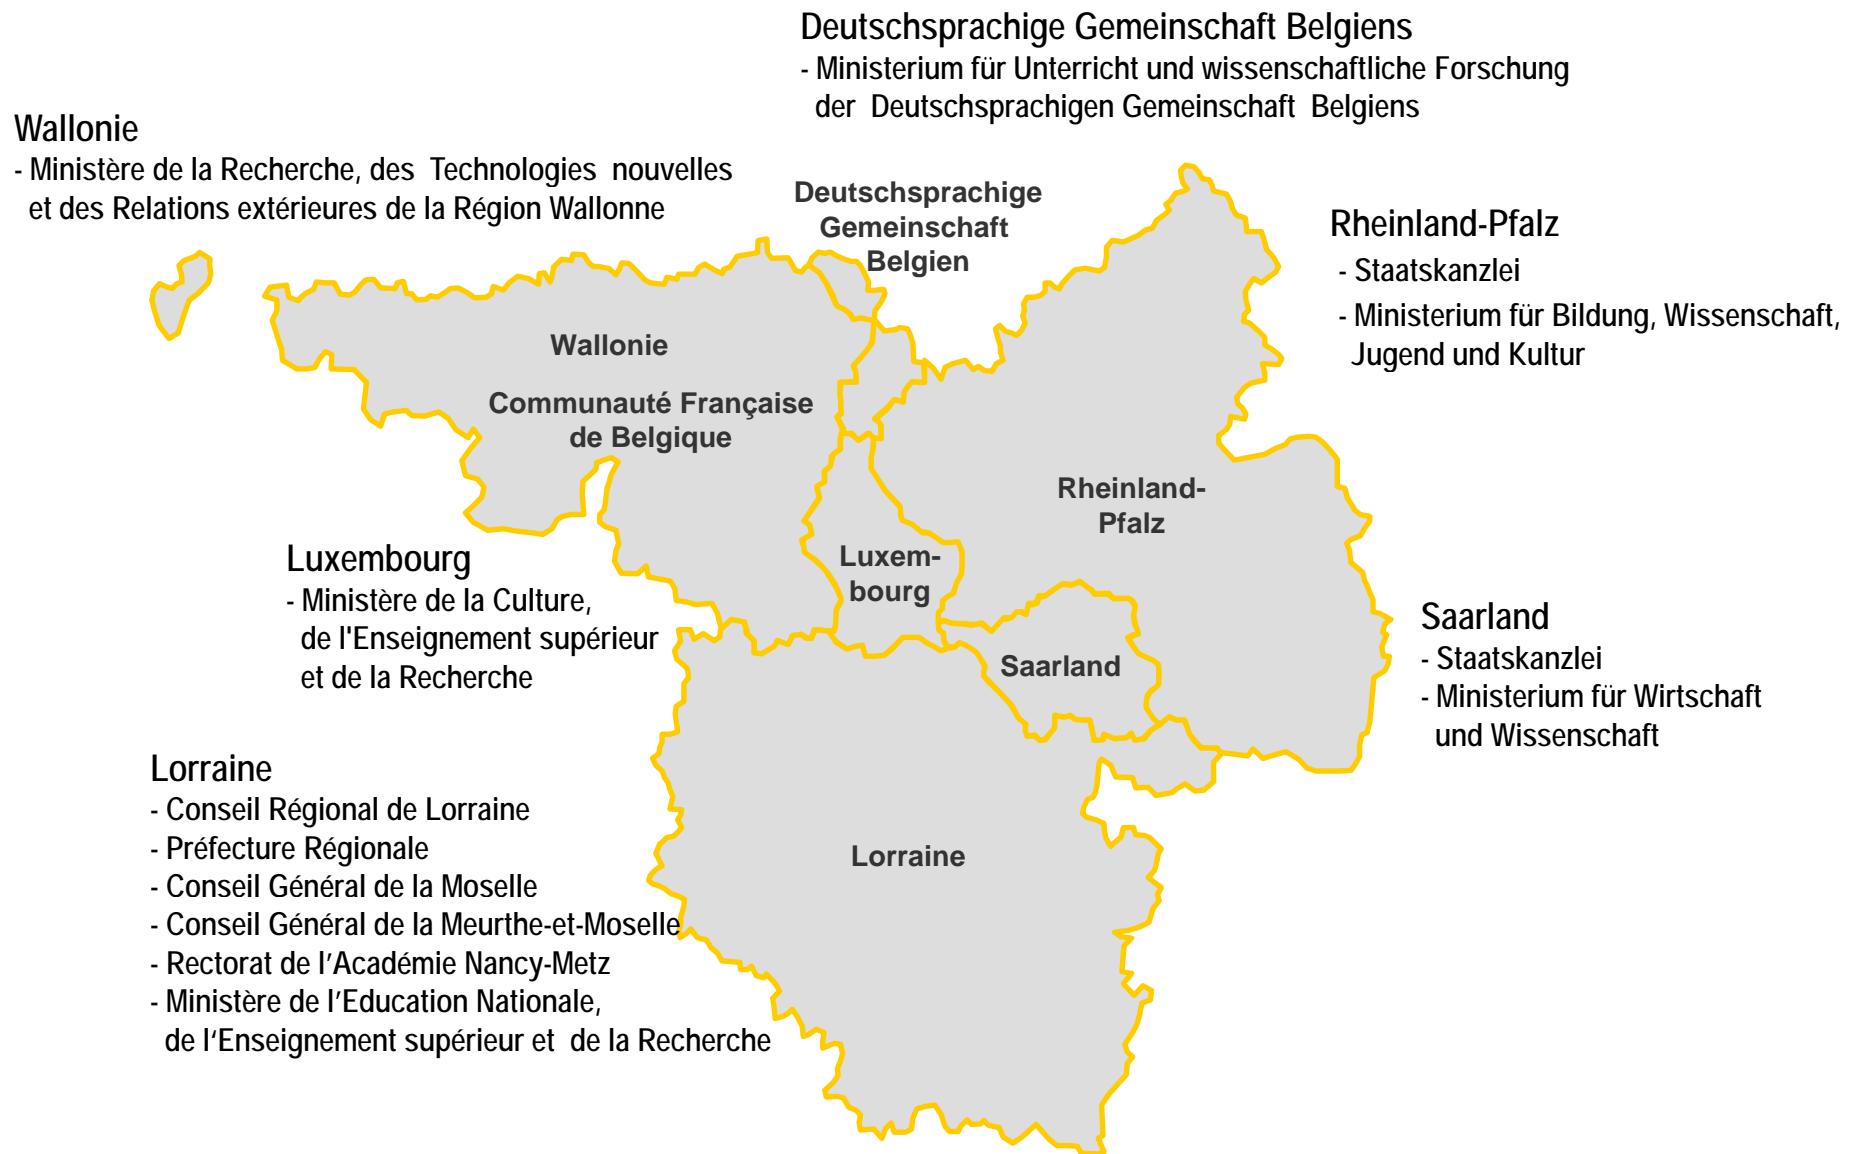 Deutschsprachige Gemeinschaft Belgiens
- Ministerium für Unterricht und wissenschaftliche Forschung
der Deutschsprachigen Gemeinschaft Belgiens
Wallonie
- Ministère de la Recherche, des Technologies nouvelles
et des Relations extérieures de la Région Wallonne
Deutschsprachige
Gemeinschaft
Belgien
Rheinland-Pfalz
- Staatskanzlei
- Ministerium für Bildung, Wissenschaft,
Jugend und Kultur
Wallonie
Communauté Française
de Belgique
Rheinland-
Pfalz
Luxembourg
- Ministère de la Culture,
de l'Enseignement supérieur
et de la Recherche
Luxem-
bourg
Saarland
Saarland
- Staatskanzlei
- Ministerium für Wirtschaft
und Wissenschaft
Lorraine
- Conseil Régional de Lorraine
- Préfecture Régionale
- Conseil Général de la Moselle
- Conseil Général de la Meurthe-et-Moselle
- Rectorat de l’Académie Nancy-Metz
- Ministère de l’Education Nationale,
de l‘Enseignement supérieur et de la Recherche
Lorraine